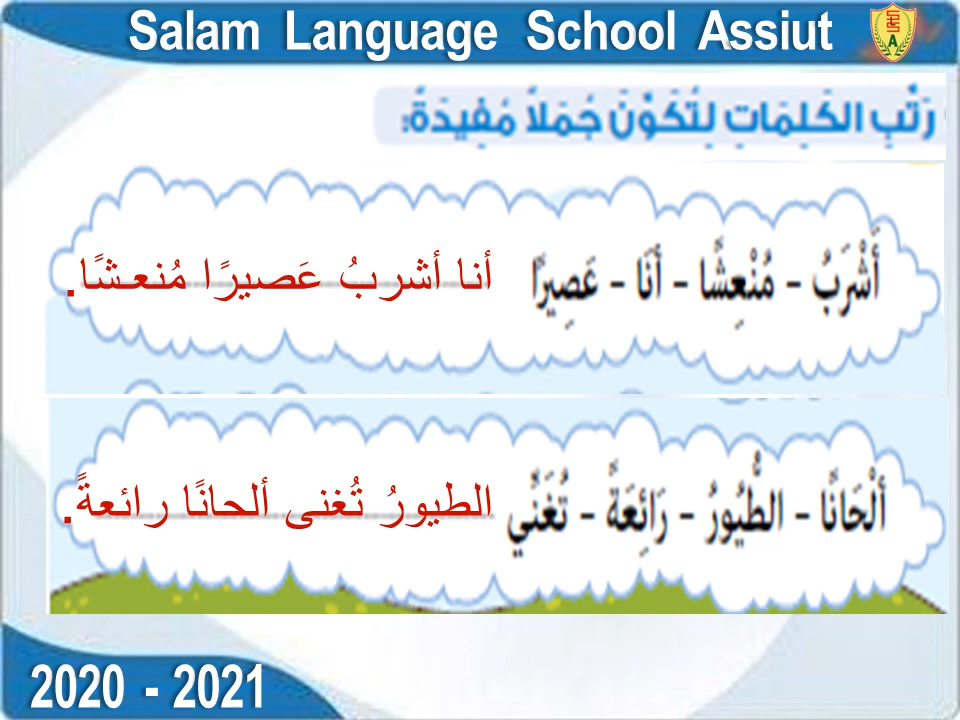 Salam Language School Assiut
رَتِّبِ الكَلِمَاتِ لِتُكَوِّنَ جُمَلًا مُفِيدَةً:
أَشْرَبُ - مُنْعِشًا - أَنَا - عَصِيرًا
أنا أشربُ عَصيرًا مُنعشًا.
أَلْحَانًا - الطُّيُورُ - رَائِعَةً - تُغَنِّي
الطيورُ تُغنى ألحانًا رائعةً.
2020 - 2021